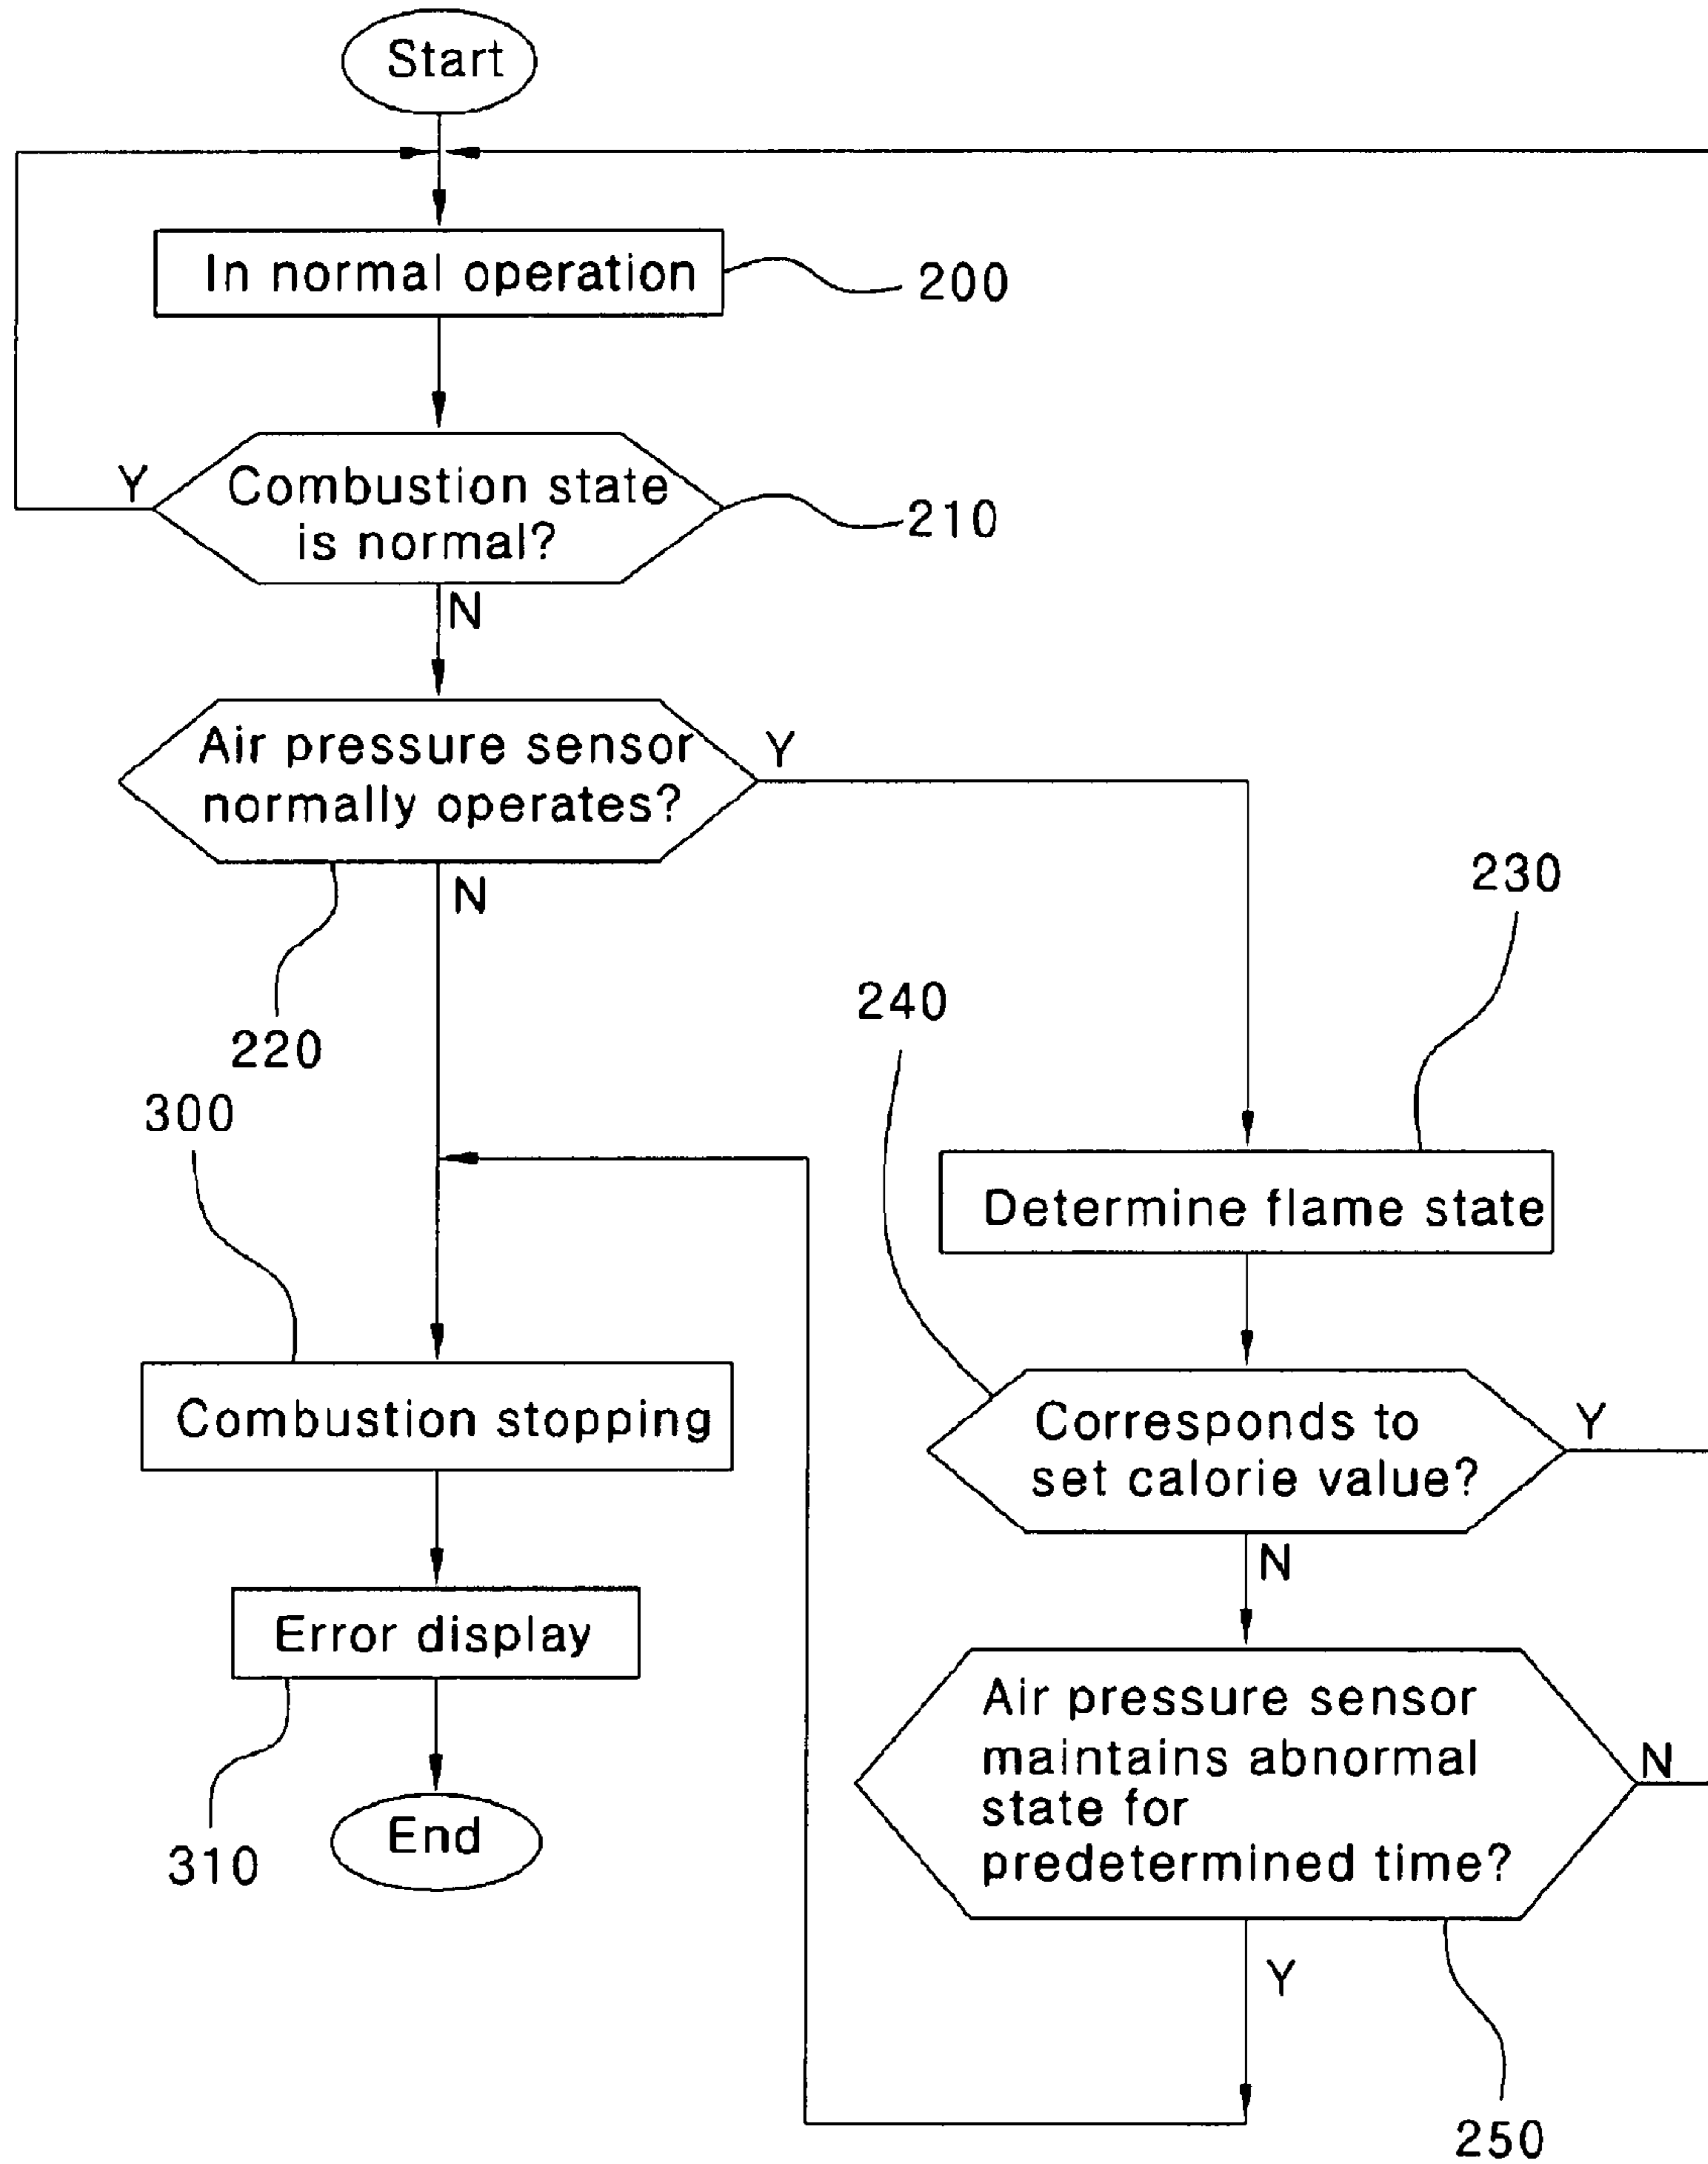 Start
In normal operation
200
Y
Combustion state
is normal?
210
N
Air pressure sensor
normally operates?
Y
N
220
230
240
300
Determine flame state
Combustion stopping
Corresponds to
set calorie value?
Y
N
Error display
310
End
Air pressure sensor
maintains abnormal
state for
predetermined time?
N
Y
250